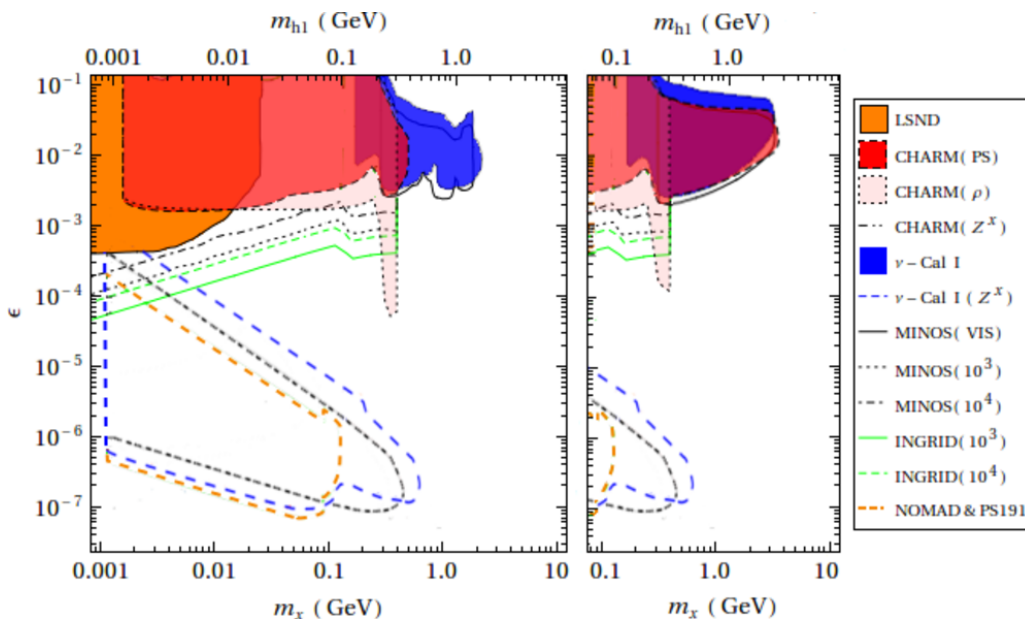 m_h1 ( GeV) m_h1 ( GeV)
0.001 0.01 0.1 1.0 0.1 1.0
10^-1
10^-2
10^-3
10^-4
10^-5
10^-6
10^-7
ϵ
0.001 0.01 0.1 1.0 10 0.1 1.0 10
m_x ( GeV) m_x ( GeV)
LSND
CHARM( PS)
CHARM( ρ)
CHARM( Z^x)
ν − Cal I
ν − Cal I ( Z^x)
MINOS( VIS)
MINOS( 10^3)
MINOS( 10^4)
INGRID( 10^3)
INGRID( 10^4)
NOMAD & PS191